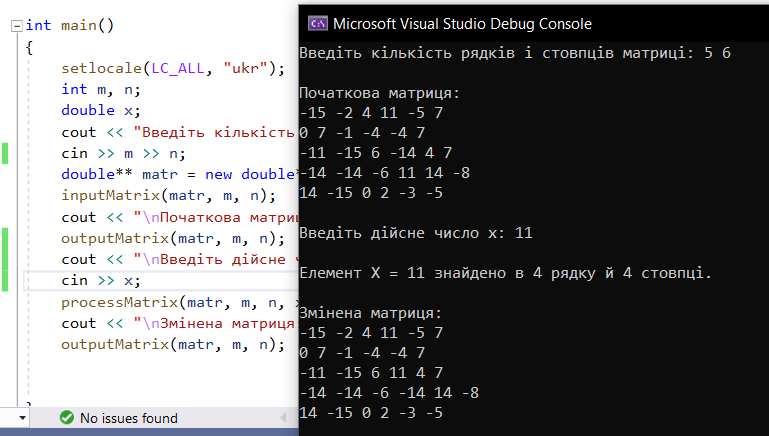 int main()
{
setlocale(LC_ALL, "ukr");
int m, n;
double x;
cout << "Введіть кількість
cin >> m >> n;
double** matr = new double*
inputMatrix(matr, m, n);
cout << "\nПочаткова матриц
outputMatrix(matr, m, n);
cout << "\nВведіть дійсне ч
cin >> x;
processMatrix(matr, m, n, x
cout << "\nЗмінена матриця:
outputMatrix(matr, m, n);
}
No issues found
Microsoft Visual Studio Debug Console
Введіть кількість рядків і стовпців матриці: 5 6
Початкова матриця:
-15 -2 4 11 -5 7
0 7 -1 -4 -4 7
-11 -15 6 -14 4 7
-14 -14 -6 11 14 -8
14 -15 0 2 -3 -5
Введіть дійсне число x: 11
Елемент X = 11 знайдено в 4 рядку й 4 стовпці.
Змінена матриця:
-15 -2 4 11 -5 7
0 7 -1 -4 -4 7
-11 -15 6 11 4 7
-14 -14 -6 -14 14 -8
14 -15 0 2 -3 -5